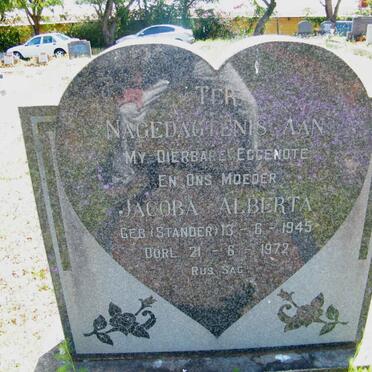 TER
NAGEDAGTENIS AAN
MY DIERBARE EGGENOTE
EN ONS MOEDER
JACOBA ALBERTA
GEB (STANDER) 13 - 6 - 1945
OORL. 21 - 6 - 1972
RUS SAG